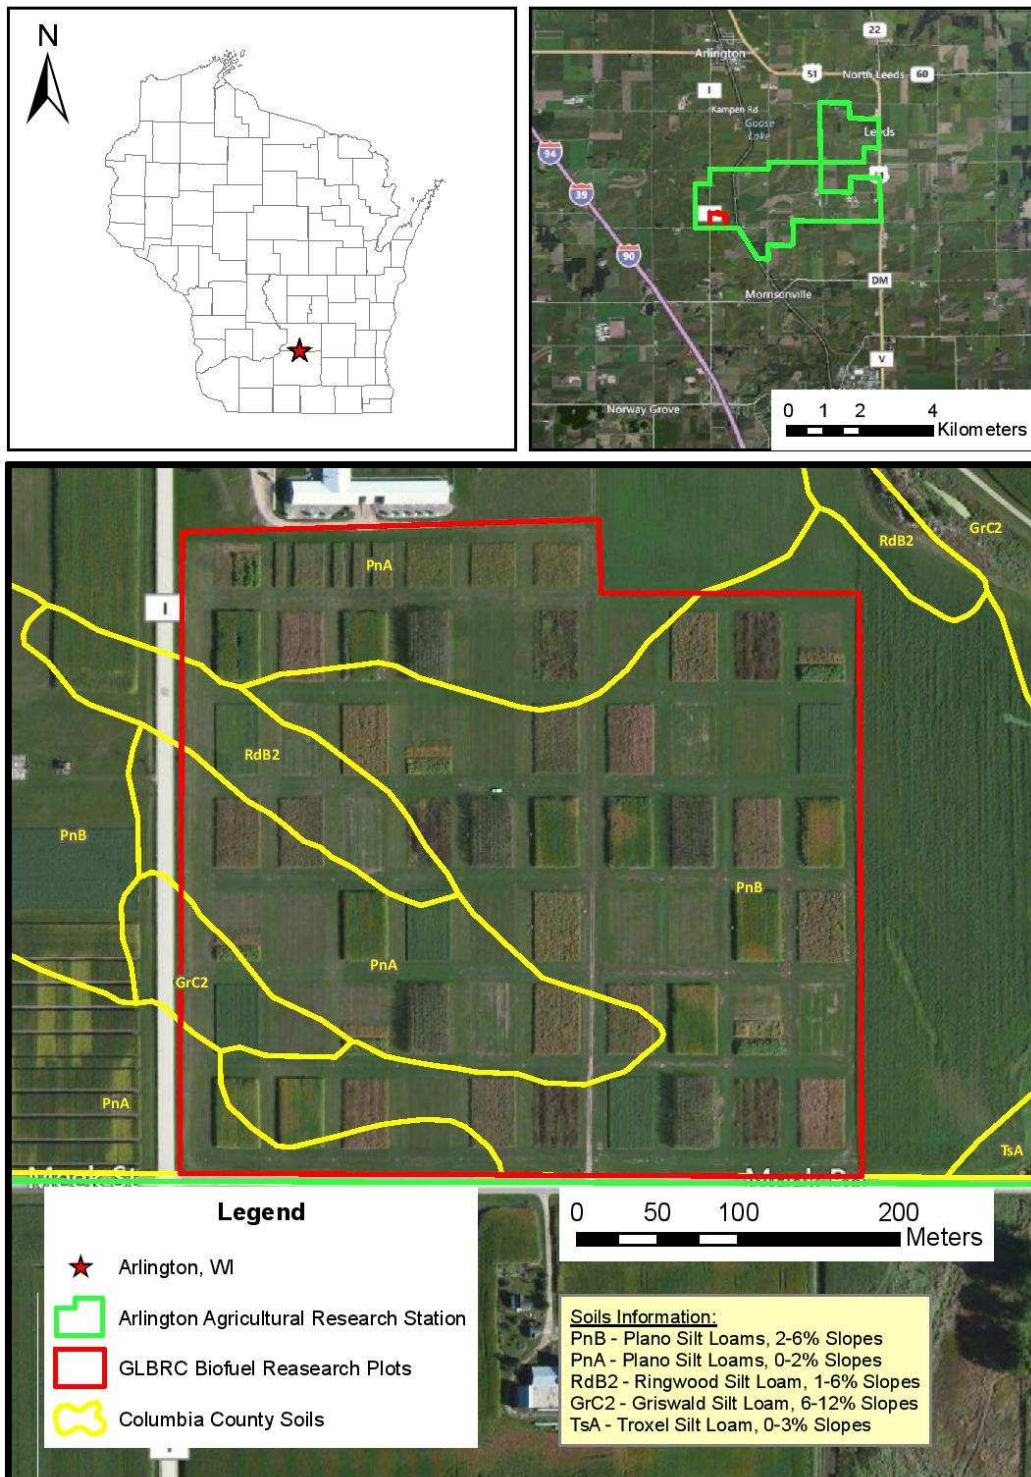 N
22
Arlington
51
North Leeds
60
I
Kampen Rd
Goose
Lake
Leeds
94
39
90
DM
Morrisonville
V
Norway Grove
0 1 2 4
Kilometers
GrC2
RdB2
PnA
I
RdB2
PnB
PnB
PnA
GrC2
PnA
TsA
Legend
Arlington, WI
Arlington Agricultural Research Station
GLBRC Biofuel Reasearch Plots
Columbia County Soils
0 50 100 200
Meters
Soils Information:
PnB - Plano Silt Loams, 2-6% Slopes
PnA - Plano Silt Loams, 0-2% Slopes
RdB2 - Ringwood Silt Loam, 1-6% Slopes
GrC2 - Griswald Silt Loam, 6-12% Slopes
TsA - Troxel Silt Loam, 0-3% Slopes